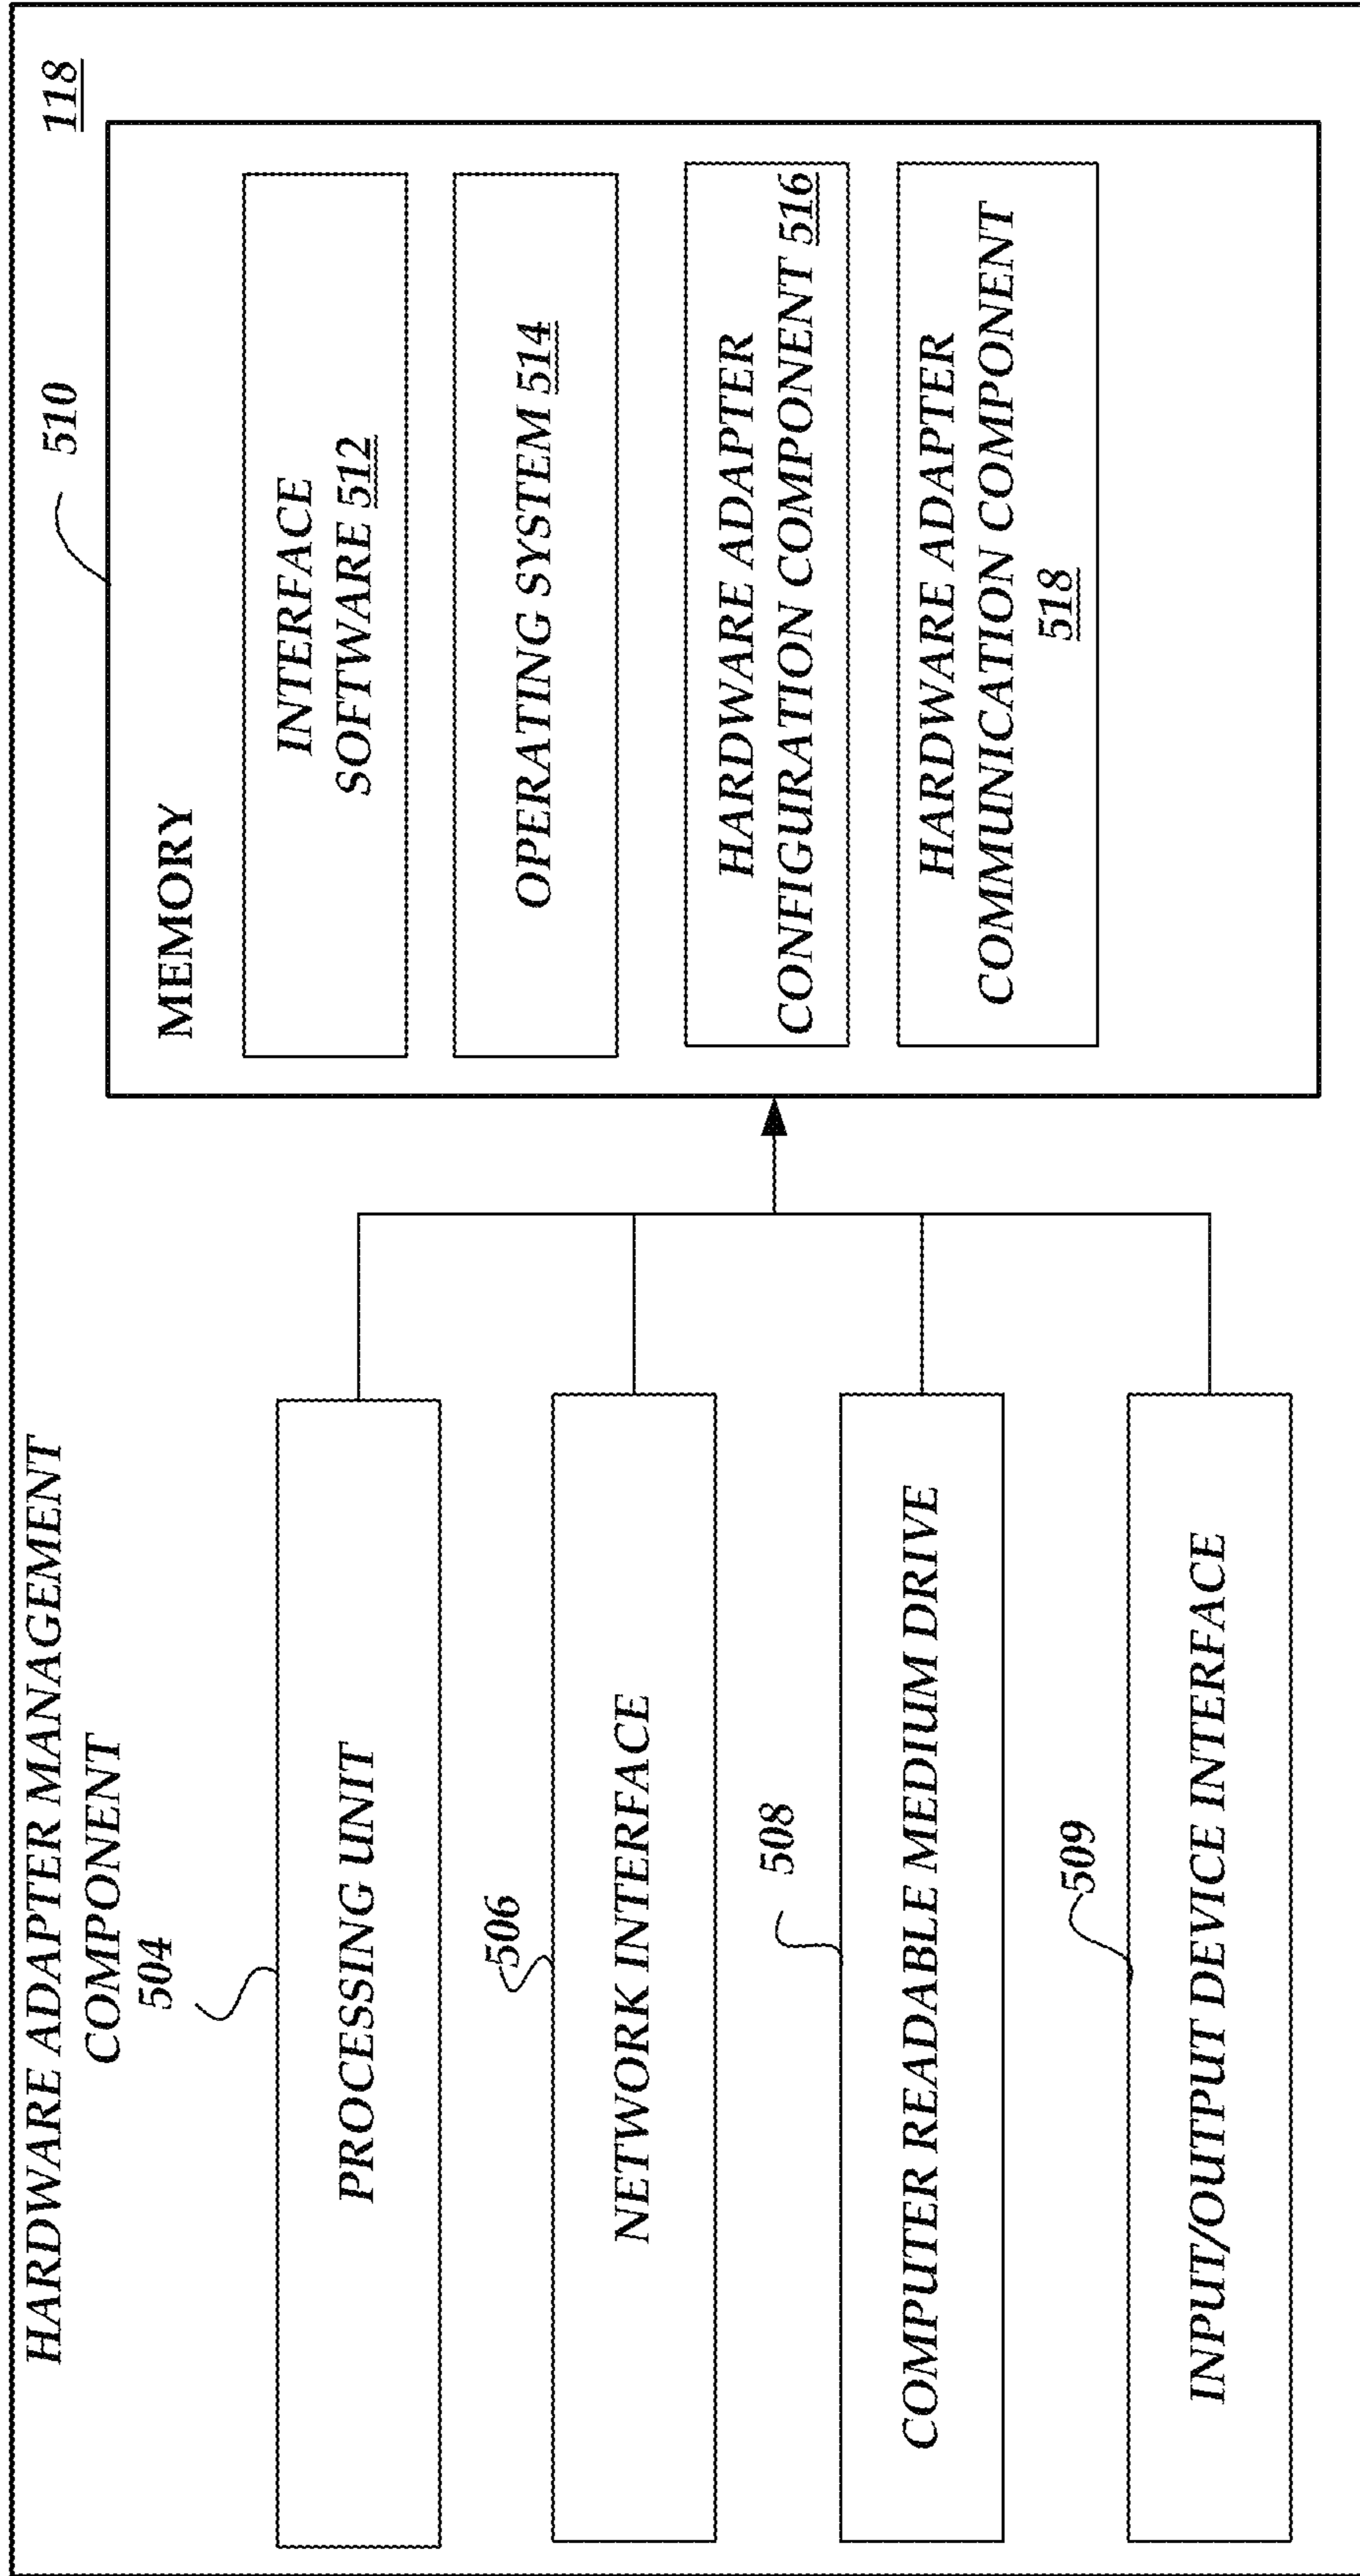 HARDWARE ADAPTER MANAGEMENT
COMPONENT
118
504
PROCESSING UNIT
506
NETWORK INTERFACE
508
COMPUTER READABLE MEDIUM DRIVE
509
INPUT/OUTPUT DEVICE INTERFACE
510
MEMORY
INTERFACE
SOFTWARE 512
OPERATING SYSTEM 514
HARDWARE ADAPTER
CONFIGURATION COMPONENT 516
HARDWARE ADAPTER
COMMUNICATION COMPONENT
518